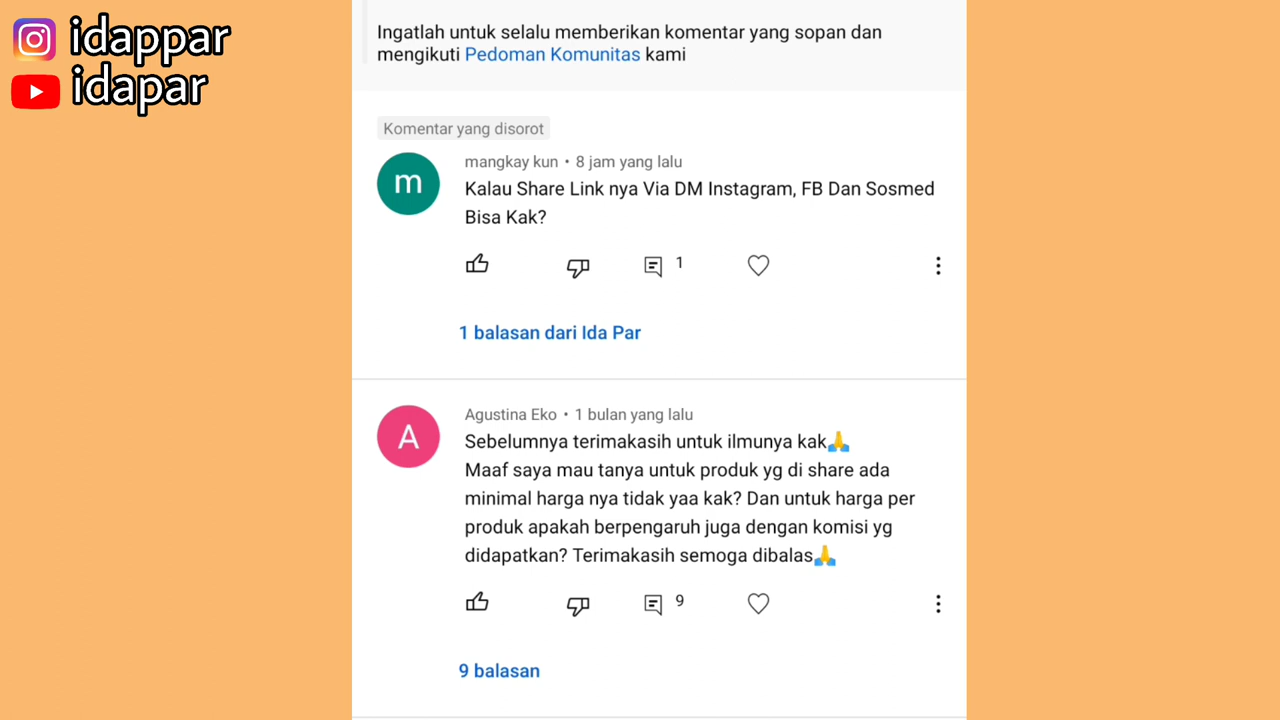 idappar
idapar
Ingatlah untuk selalu memberikan komentar yang sopan dan
mengikuti Pedoman Komunitas kami
Komentar yang disorot
m
mangkay kun • 8 jam yang lalu
Kalau Share Link nya Via DM Instagram, FB Dan Sosmed
Bisa Kak?
1
1 balasan dari Ida Par
A
Agustina Eko • 1 bulan yang lalu
Sebelumnya terimakasih untuk ilmunya kak🙏
Maaf saya mau tanya untuk produk yg di share ada
minimal harga nya tidak yaa kak? Dan untuk harga per
produk apakah berpengaruh juga dengan komisi yg
didapatkan? Terimakasih semoga dibalas🙏
9
9 balasan